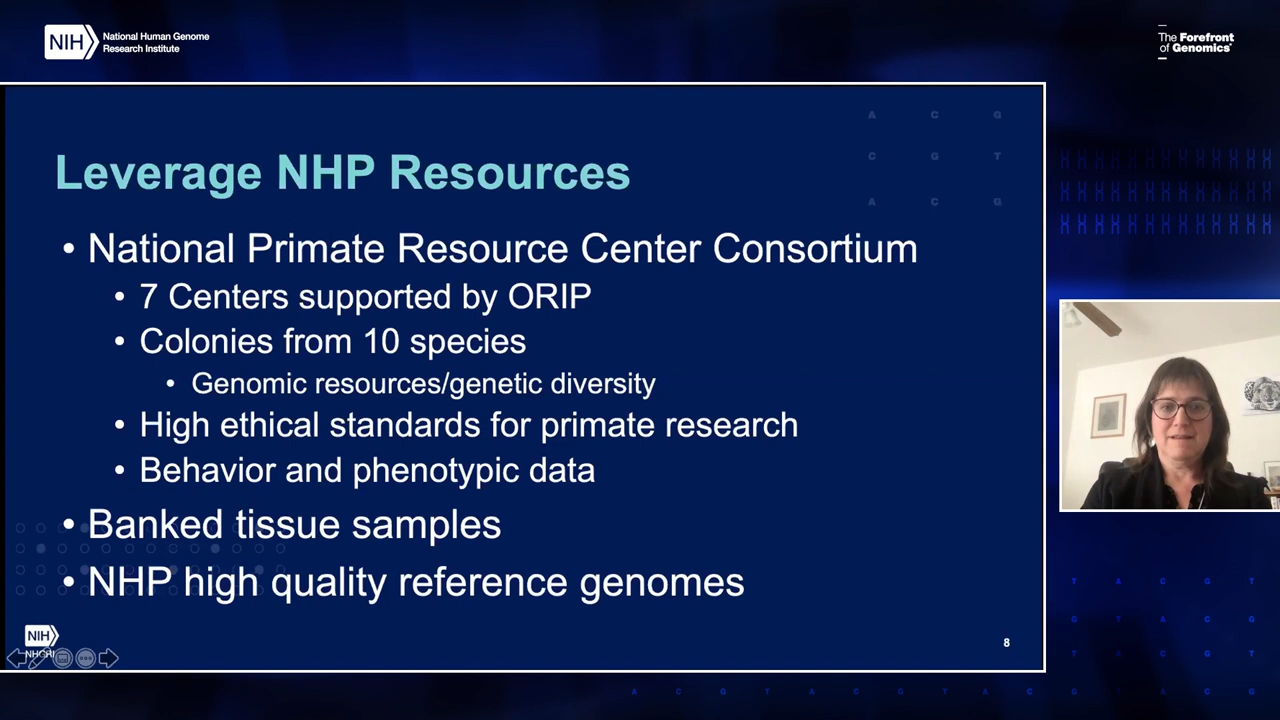 NIH
National Human Genome
Research Institute
The Forefront
of Genomics®
A C G
C G T
A C G
Leverage NHP Resources
• National Primate Resource Center Consortium
• 7 Centers supported by ORIP
• Colonies from 10 species
• Genomic resources/genetic diversity
• High ethical standards for primate research
• Behavior and phenotypic data
• Banked tissue samples
• NHP high quality reference genomes
NIH
NHGRI
8
T A C G T
G T A C G
T A C G T
A C G T A C G T A C G T A C G